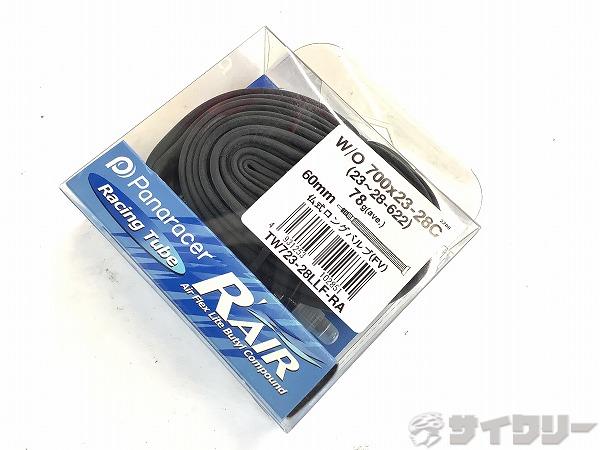 Panaracer
Racing Tube
R'AIR
Air Flex Lite Butyl Compound
W/O 700x23-28C
(23~28-622)
78g(ave.)
60mm
仏式ロングバルブ(FV)
TW723-28LLF-RA
サイクリー